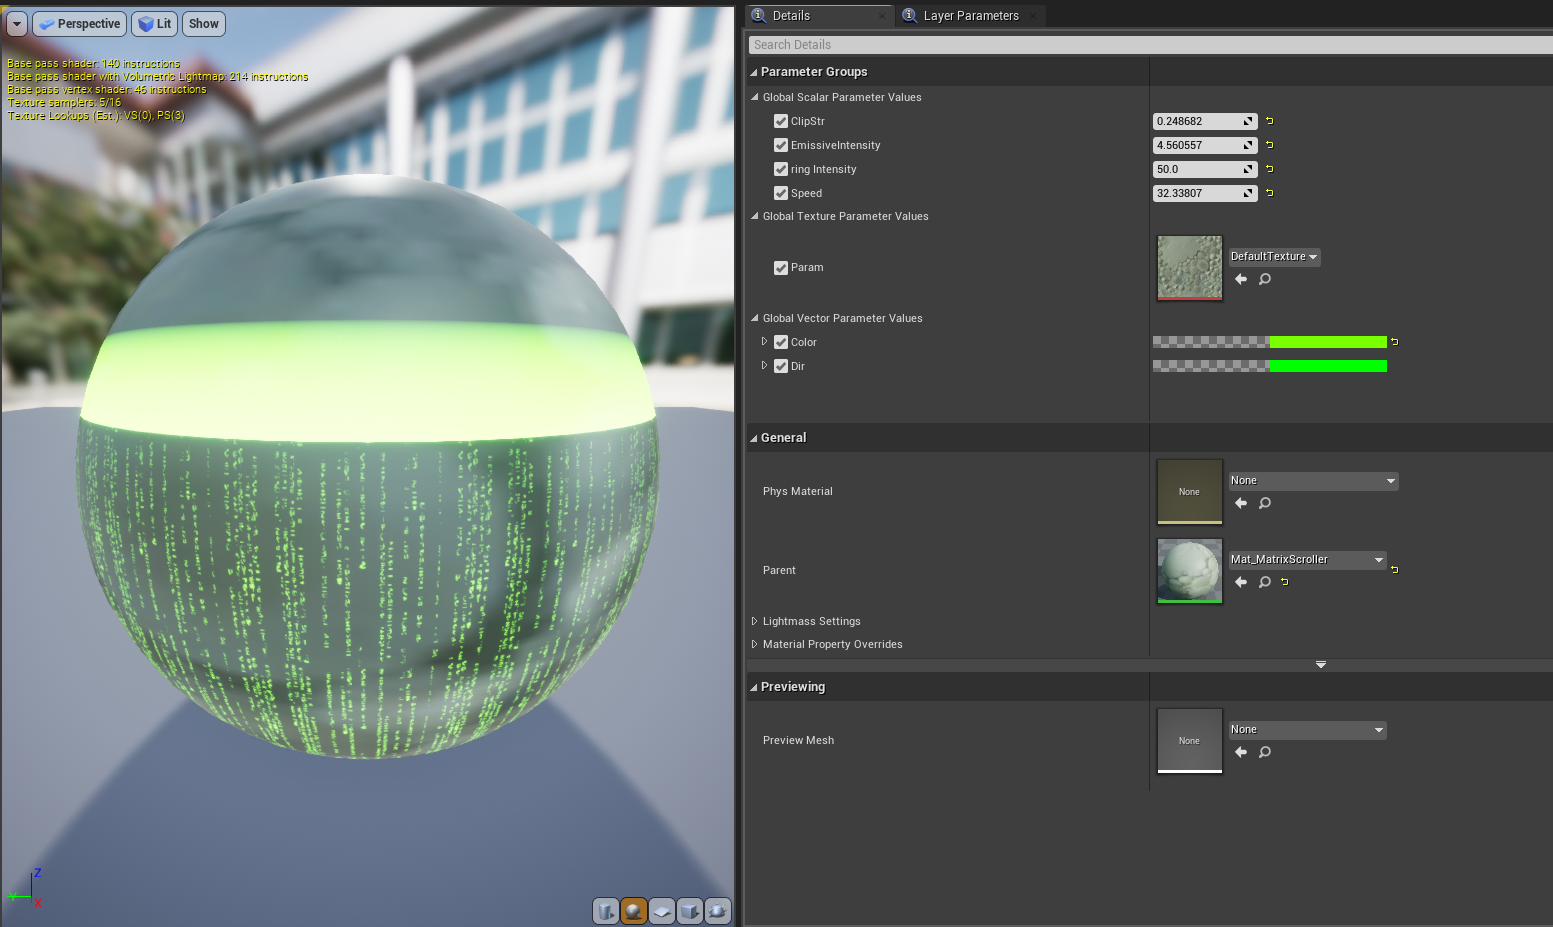 Perspective
Lit
Show
Base pass shader: 140 instructions
Base pass shader with Volumetric Lightmap: 214 instructions
Base pass vertex shader: 46 instructions
Texture samplers: 5/16
Texture Lookups (Est.): VS(0), PS(3)
Z
Y
X
Details
Layer Parameters
Search Details
Parameter Groups
Global Scalar Parameter Values
ClipStr 0.248682
EmissiveIntensity 4.560557
ring Intensity 50.0
Speed 32.33807
Global Texture Parameter Values
Param DefaultTexture
Global Vector Parameter Values
Color
Dir
General
Phys Material None None
Parent Mat_MatrixScroller
Lightmass Settings
Material Property Overrides
Previewing
Preview Mesh None None